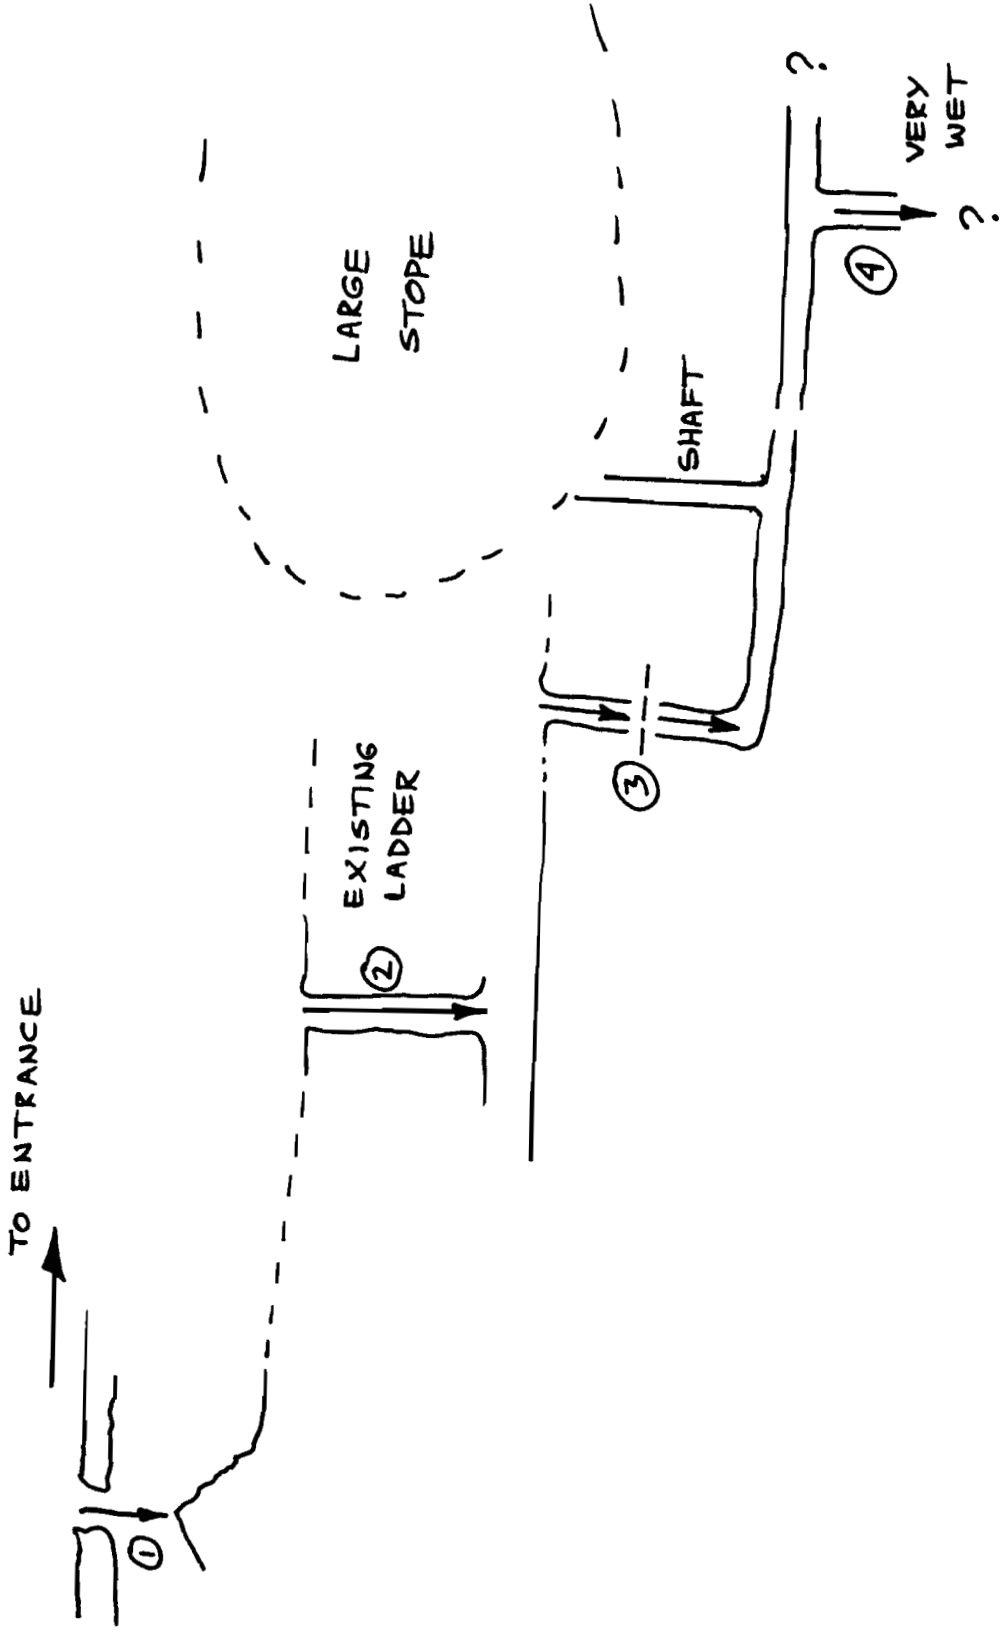 TO ENTRANCE
①
②
EXISTING
LADDER
LARGE
STOPE
③
SHAFT
④
?
VERY
WET
?